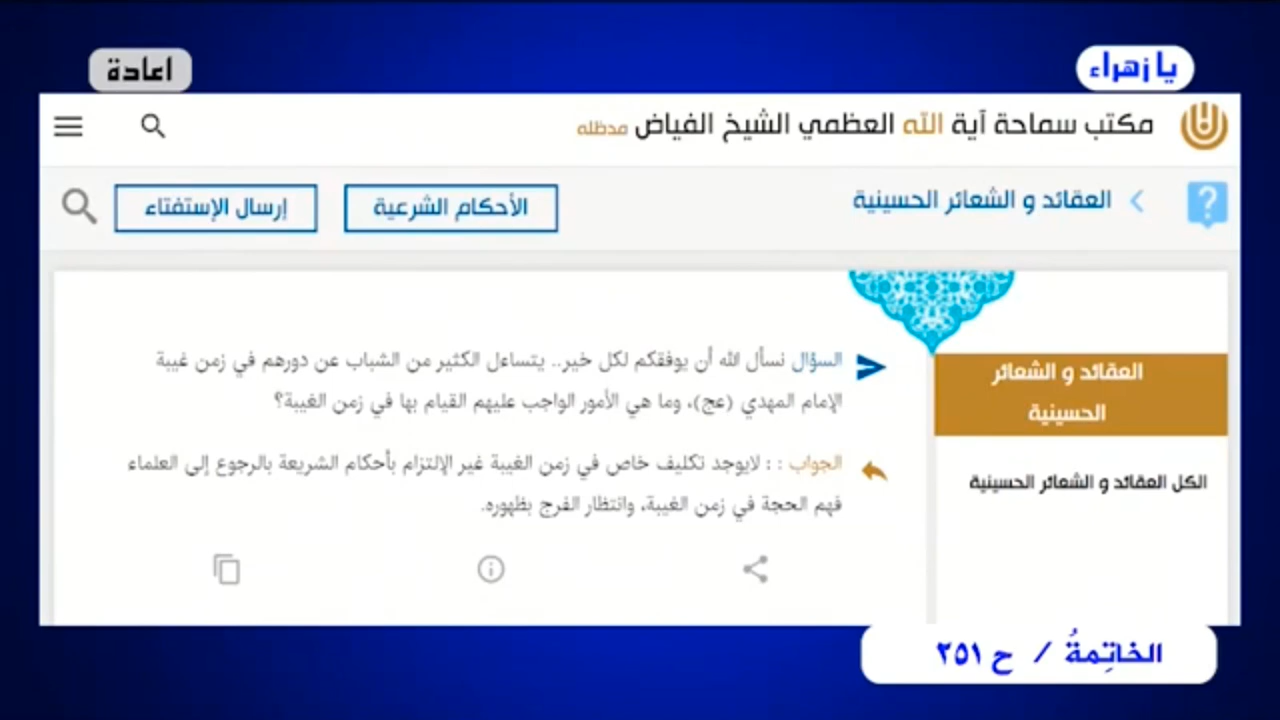 يا زهراء
اعادة
مكتب سماحة آية الله العظمي الشيخ الفياض مدظله
العقائد و الشعائر الحسينية
الأحكام الشرعية
إرسال الإستفتاء
العقائد و الشعائر
الحسينية
الكل العقائد و الشعائر الحسينية
السؤال نسأل الله أن يوفقكم لكل خير.. يتساءل الكثير من الشباب عن دورهم في زمن غيبة
الإمام المهدي (عج)، وما هي الأمور الواجب عليهم القيام بها في زمن الغيبة؟
الجواب : : لايوجد تكليف خاص في زمن الغيبة غير الإلتزام بأحكام الشريعة بالرجوع إلى العلماء
فهم الحجة في زمن الغيبة، وانتظار الفرج بظهوره.
الخاتِمةُ / ح ٢٥١